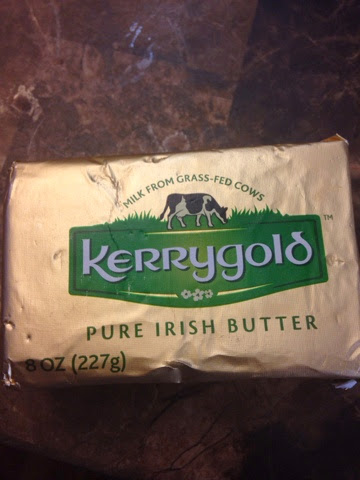 MILK FROM GRASS-FED COWS
Kerrygold
TM
PURE IRISH BUTTER
8 OZ (227g)